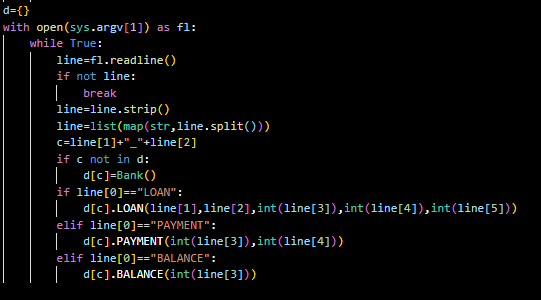 d={}
with open(sys.argv[1]) as fl:
    while True:
        line=fl.readline()
        if not line:
            break
        line=line.strip()
        line=list(map(str,line.split()))
        c=line[1]+"_"+line[2]
        if c not in d:
            d[c]=Bank()
        if line[0]=="LOAN":
            d[c].LOAN(line[1],line[2],int(line[3]),int(line[4]),int(line[5]))
        elif line[0]=="PAYMENT":
            d[c].PAYMENT(int(line[3]),int(line[4]))
        elif line[0]=="BALANCE":
            d[c].BALANCE(int(line[3]))